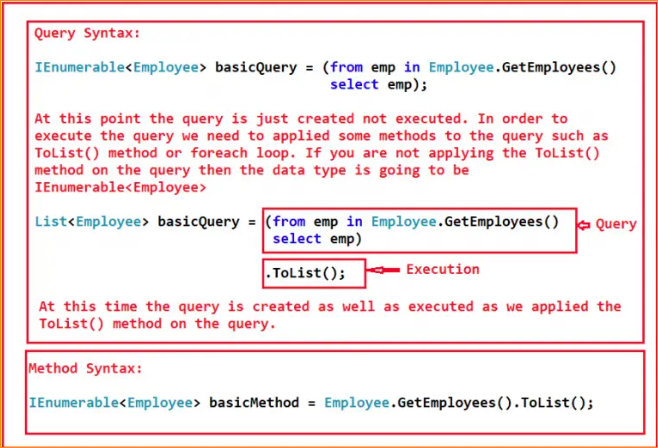 Query Syntax:
IEnumerable<Employee> basicQuery = (from emp in Employee.GetEmployees()
select emp);
At this point the query is just created not executed. In order to
execute the query we need to applied some methods to the query such as
ToList() method or foreach loop. If you are not applying the ToList()
method on the query then the data type is going to be
IEnumerable<Employee>
List<Employee> basicQuery = (from emp in Employee.GetEmployees()
select emp)
Query
.ToList();
Execution
At this time the query is created as well as executed as we applied the
ToList() method on the query.
Method Syntax:
IEnumerable<Employee> basicMethod = Employee.GetEmployees().ToList();